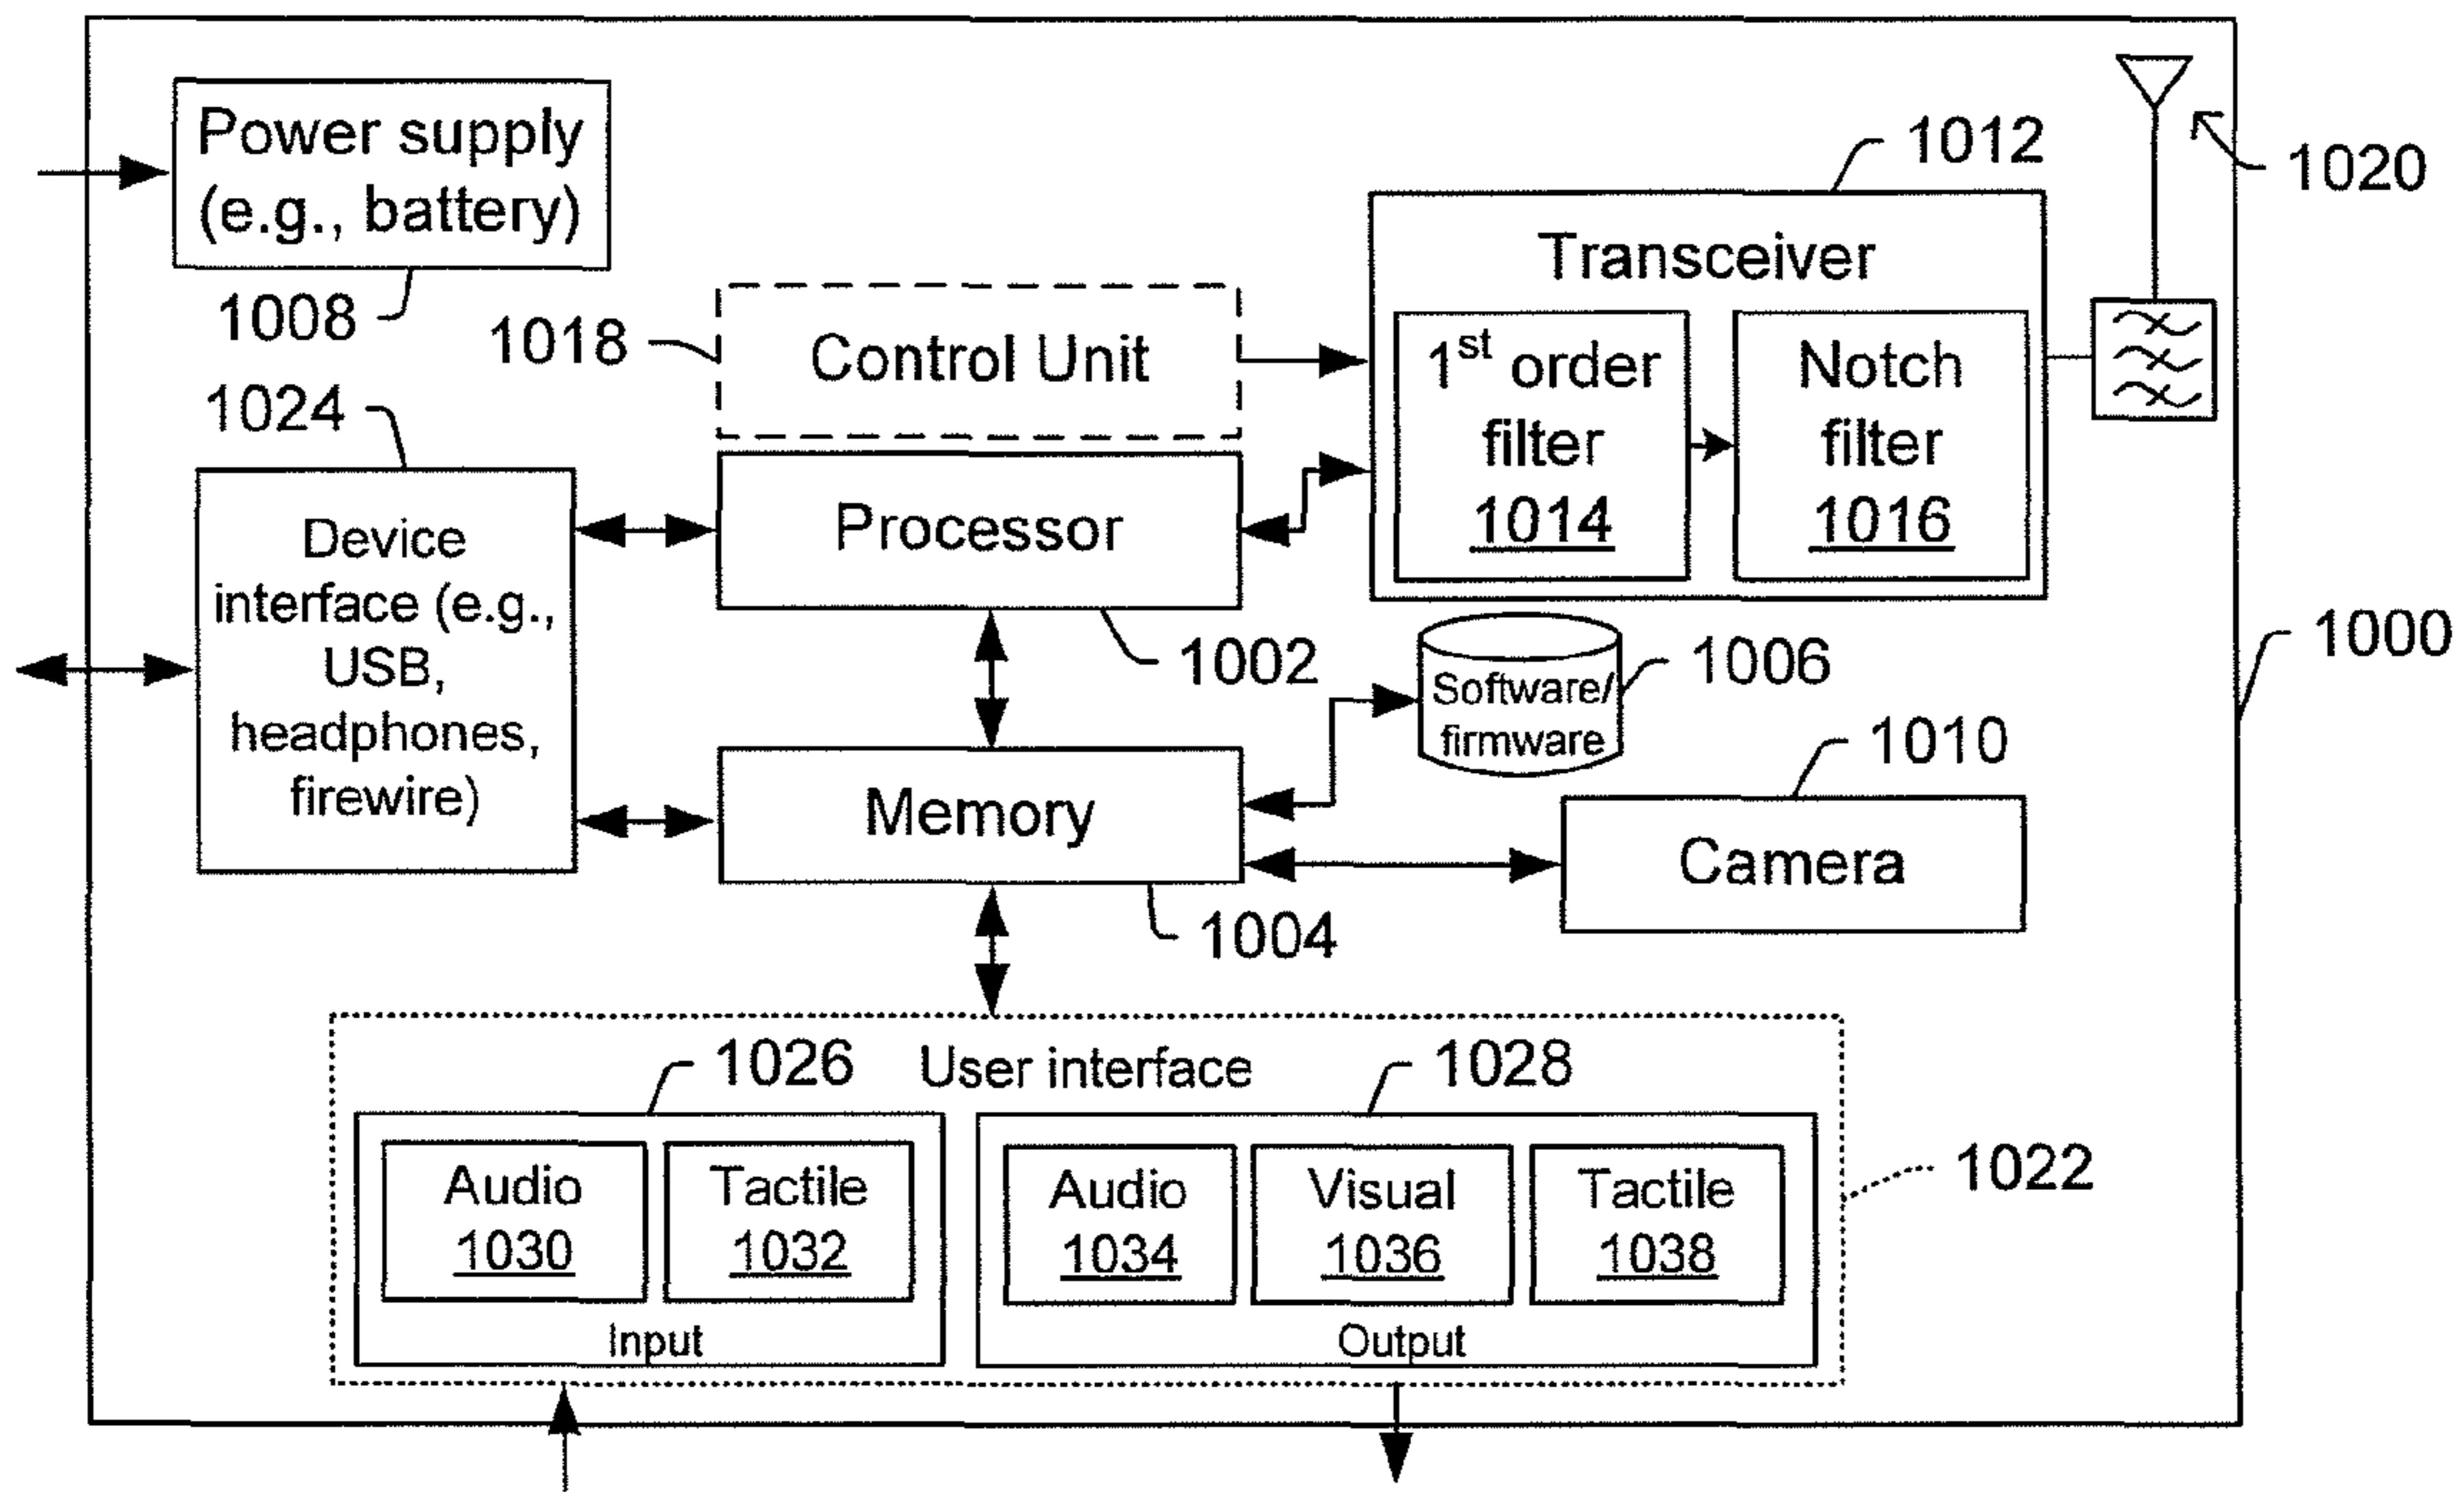 Power supply
(e.g., battery)
1008
1012
1020
Transceiver
1st order
filter
1014
Notch
filter
1016
1018
Control Unit
1024
Device
interface (e.g.,
USB,
headphones,
firewire)
Processor
1002
1000
Software/
firmware
1006
1010
Memory
1004
Camera
1026
User interface
1028
Audio
1030
Tactile
1032
Input
Audio
1034
Visual
1036
Tactile
1038
Output
1022